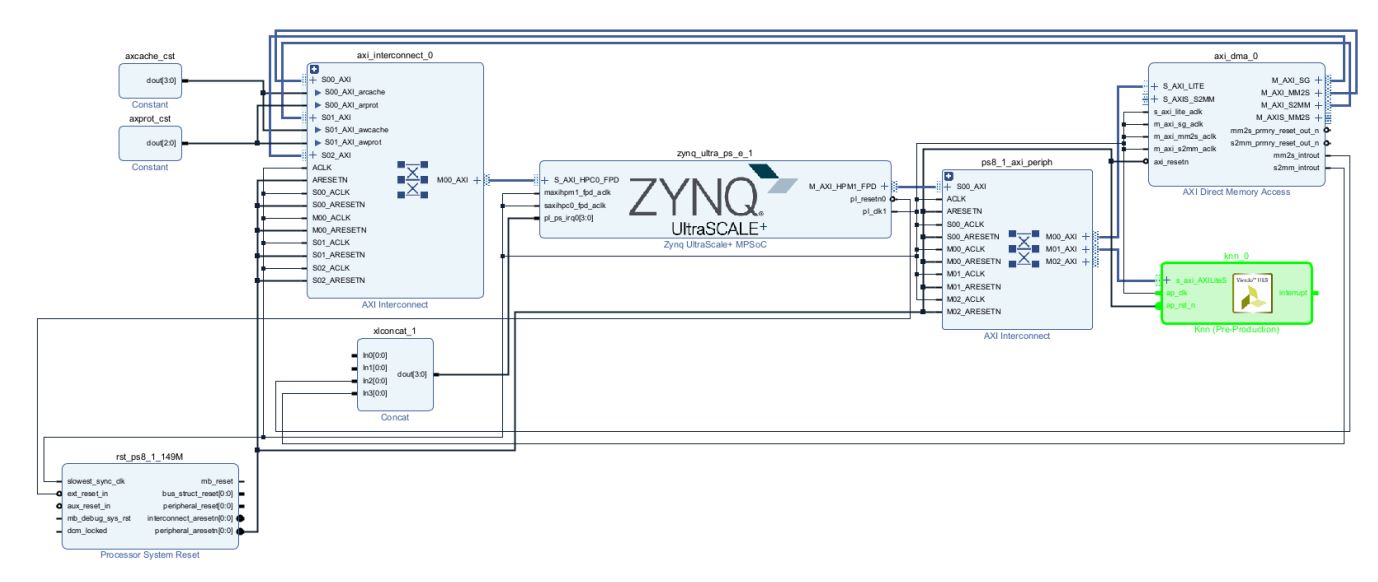 axcache_cst
dout[3:0]
Constant
axprot_cst
dout[2:0]
Constant
axi_interconnect_0
S00_AXI
S00_AXI_arcache
S00_AXI_arprot
S01_AXI
S01_AXI_awcache
S01_AXI_awprot
S02_AXI
ACLK
ARESETN
S00_ACLK
S00_ARESETN
M00_ACLK
M00_ARESETN
S01_ACLK
S01_ARESETN
S02_ACLK
S02_ARESETN
M00_AXI
AXI Interconnect
zynq_ultra_ps_e_1
S_AXI_HPC0_FPD
maxihpm1_fpd_aclk
saxihpc0_fpd_aclk
pl_ps_irq0[3:0]
ZYNQ
UltraSCALE+
M_AXI_HPM1_FPD
pl_resetn0
pl_clk1
Zynq UltraScale+ MPSoC
ps8_1_axi_periph
S00_AXI
ACLK
ARESETN
S00_ACLK
S00_ARESETN
M00_ACLK
M00_ARESETN
M01_ACLK
M01_ARESETN
M02_ACLK
M02_ARESETN
M00_AXI
M01_AXI
M02_AXI
AXI Interconnect
axi_dma_0
S_AXI_LITE
S_AXIS_S2MM
s_axi_lite_aclk
m_axi_sg_aclk
m_axi_mm2s_aclk
m_axi_s2mm_aclk
axi_resetn
M_AXI_SG
M_AXI_MM2S
M_AXI_S2MM
M_AXIS_MM2S
mm2s_prmry_reset_out_n
s2mm_prmry_reset_out_n
mm2s_introut
s2mm_introut
AXI Direct Memory Access
knn_0
s_axi_AXILiteS
ap_clk
ap_rst_n
Vivado™ HLS
interrupt
Knn (Pre-Production)
xlconcat_1
In0[0:0]
In1[0:0]
In2[0:0]
In3[0:0]
dout[3:0]
Concat
rst_ps8_1_149M
slowest_sync_clk
ext_reset_in
aux_reset_in
mb_debug_sys_rst
dcm_locked
mb_reset
bus_struct_reset[0:0]
peripheral_reset[0:0]
interconnect_aresetn[0:0]
peripheral_aresetn[0:0]
Processor System Reset